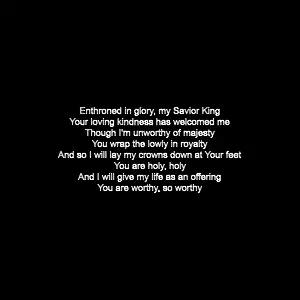 Enthroned in glory, my Savior King
Your loving kindness has welcomed me
Though I'm unworthy of majesty
You wrap the lowly in royalty
And so I will lay my crowns down at Your feet
You are holy, holy
And I will give my life as an offering
You are worthy, so worthy